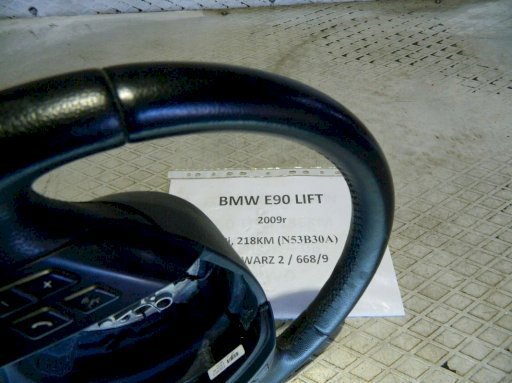 BMW E90 LIFT
2009r
i, 218KM (N53B30A)
WARZ 2 / 668/9